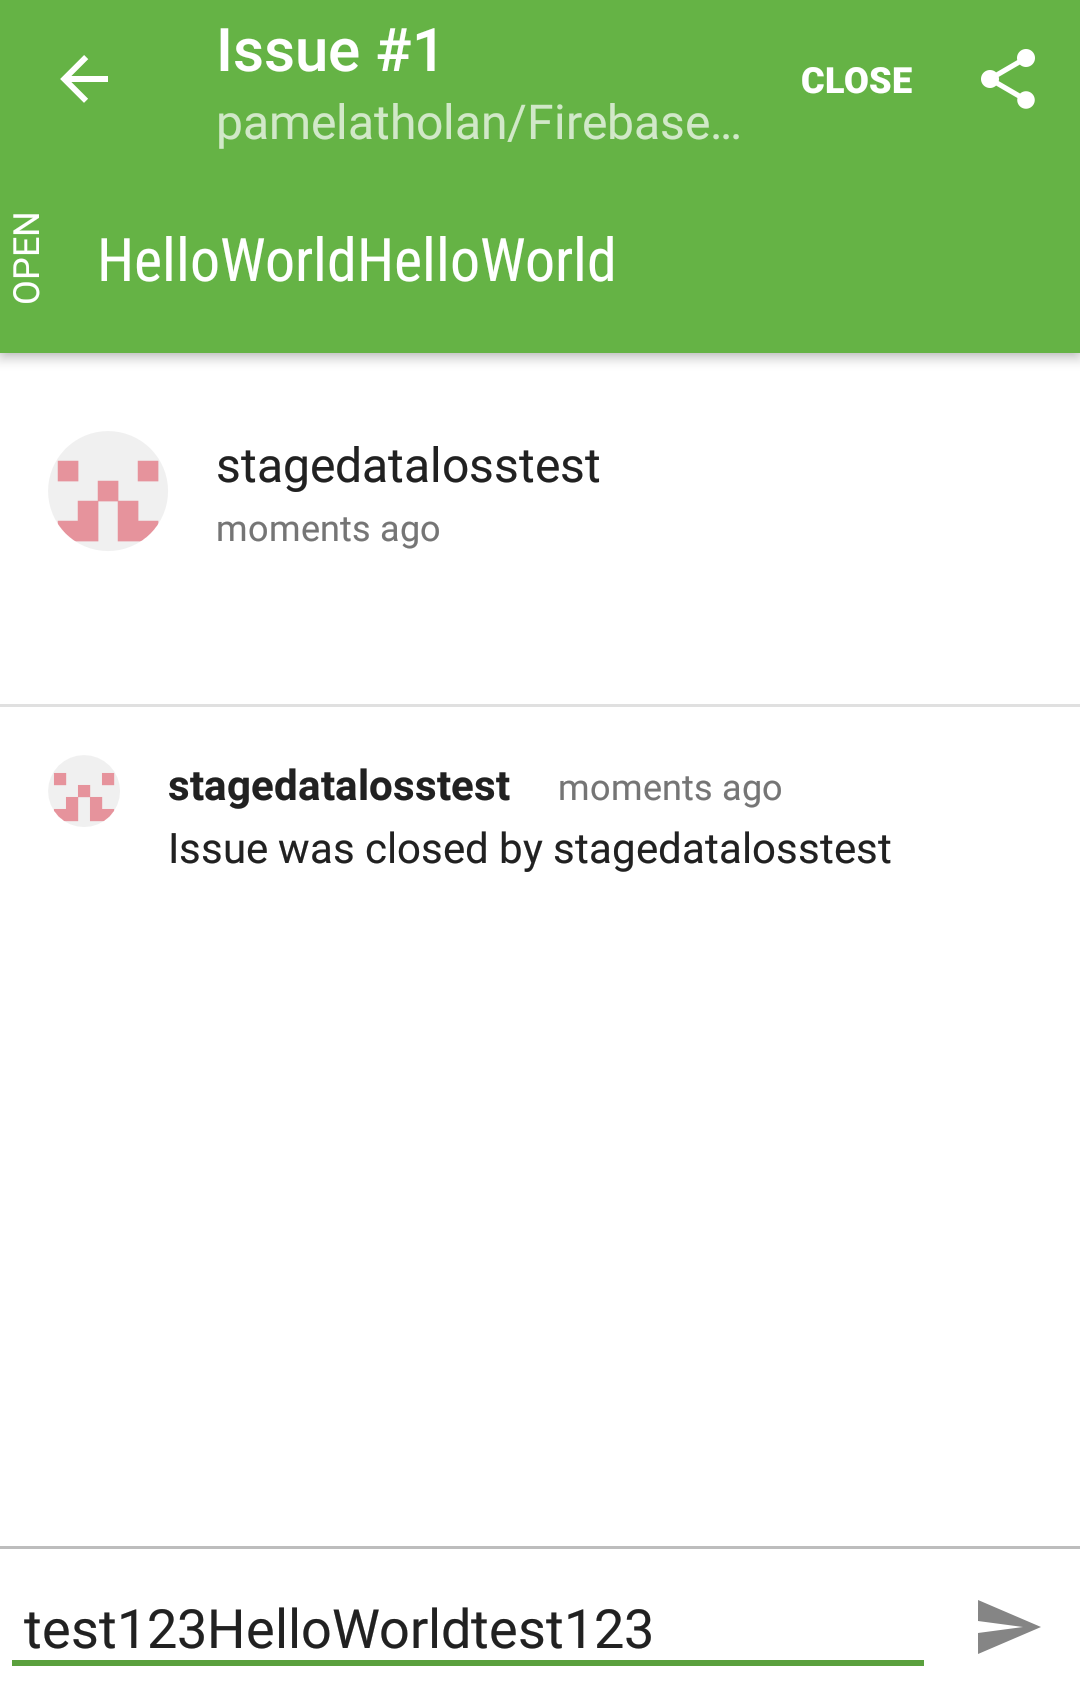 Issue #1
pamelatholan/Firebase...
CLOSE
OPEN
HelloWorldHelloWorld
stagedatalosstest
moments ago
stagedatalosstest moments ago
Issue was closed by stagedatalosstest
test123HelloWorldtest123